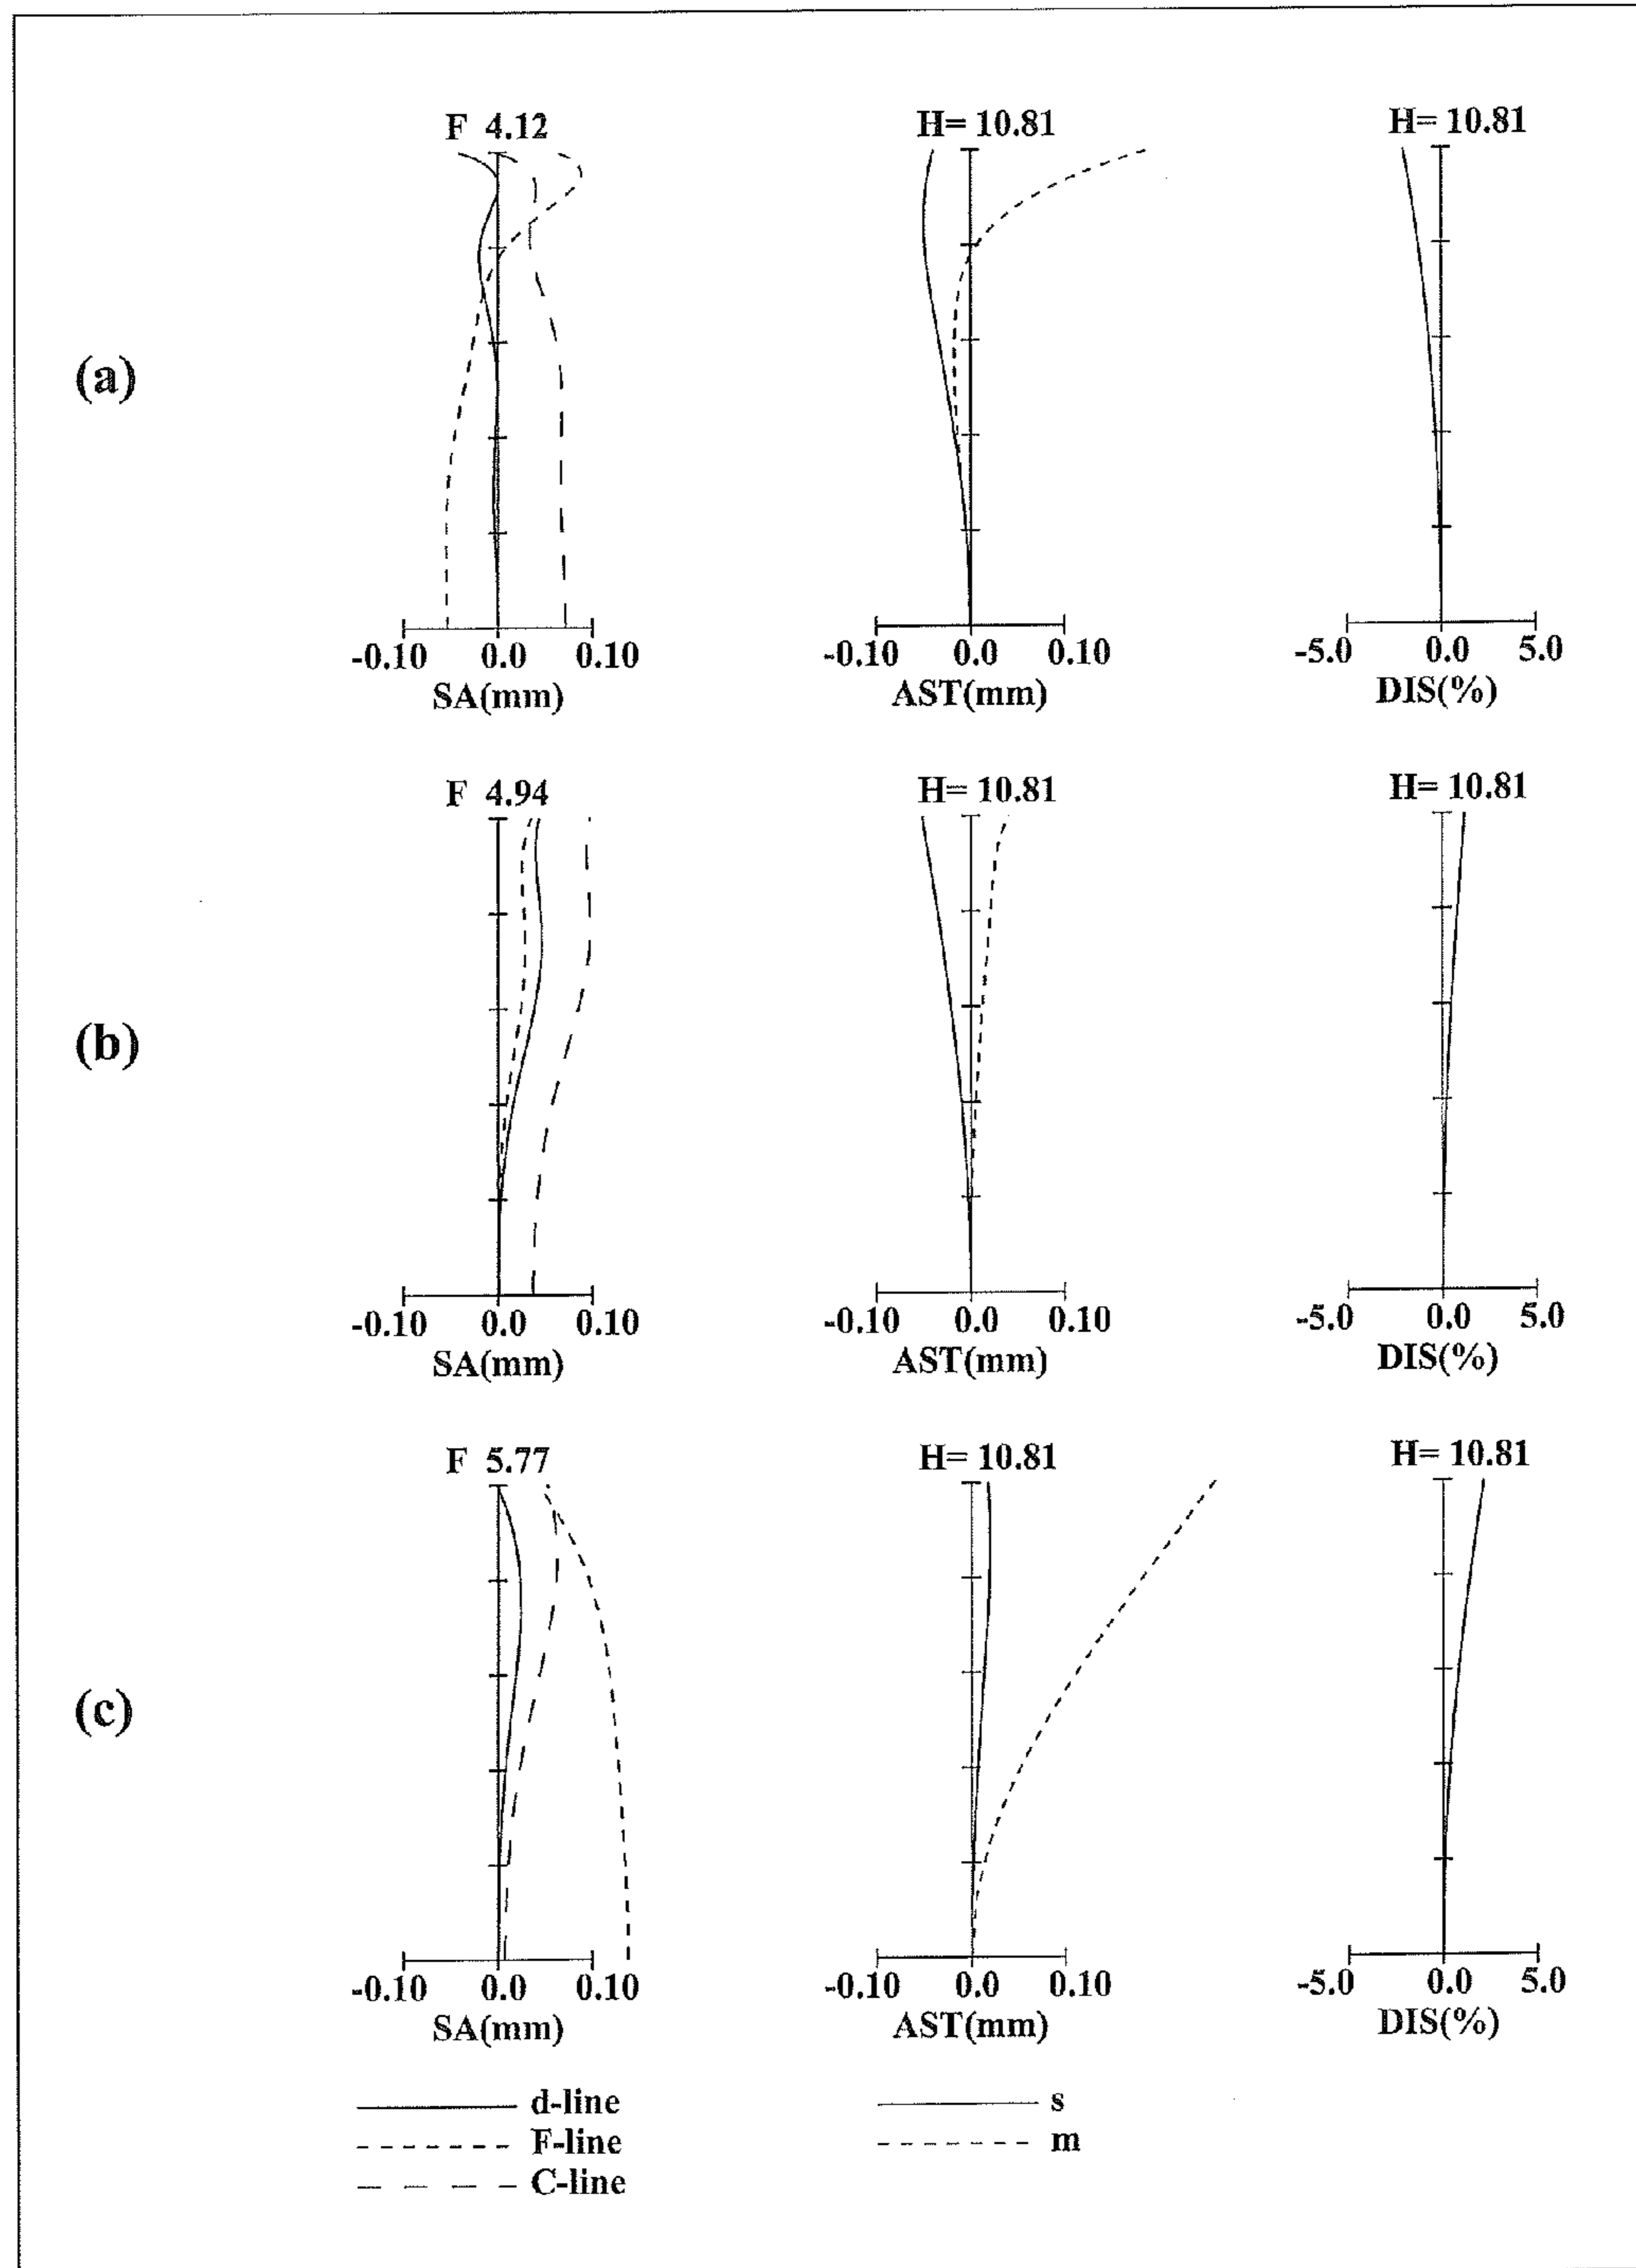 F 4.12 H= 10.81 H= 10.81
(a)
-0.10 0.0 0.10 -0.10 0.0 0.10 -5.0 0.0 5.0
SA(mm) AST(mm) DIS(%)
F 4.94 H= 10.81 H= 10.81
(b)
-0.10 0.0 0.10 -0.10 0.0 0.10 -5.0 0.0 5.0
SA(mm) AST(mm) DIS(%)
F 5.77 H= 10.81 H= 10.81
(c)
-0.10 0.0 0.10 -0.10 0.0 0.10 -5.0 0.0 5.0
SA(mm) AST(mm) DIS(%)
d-line s
F-line m
C-line